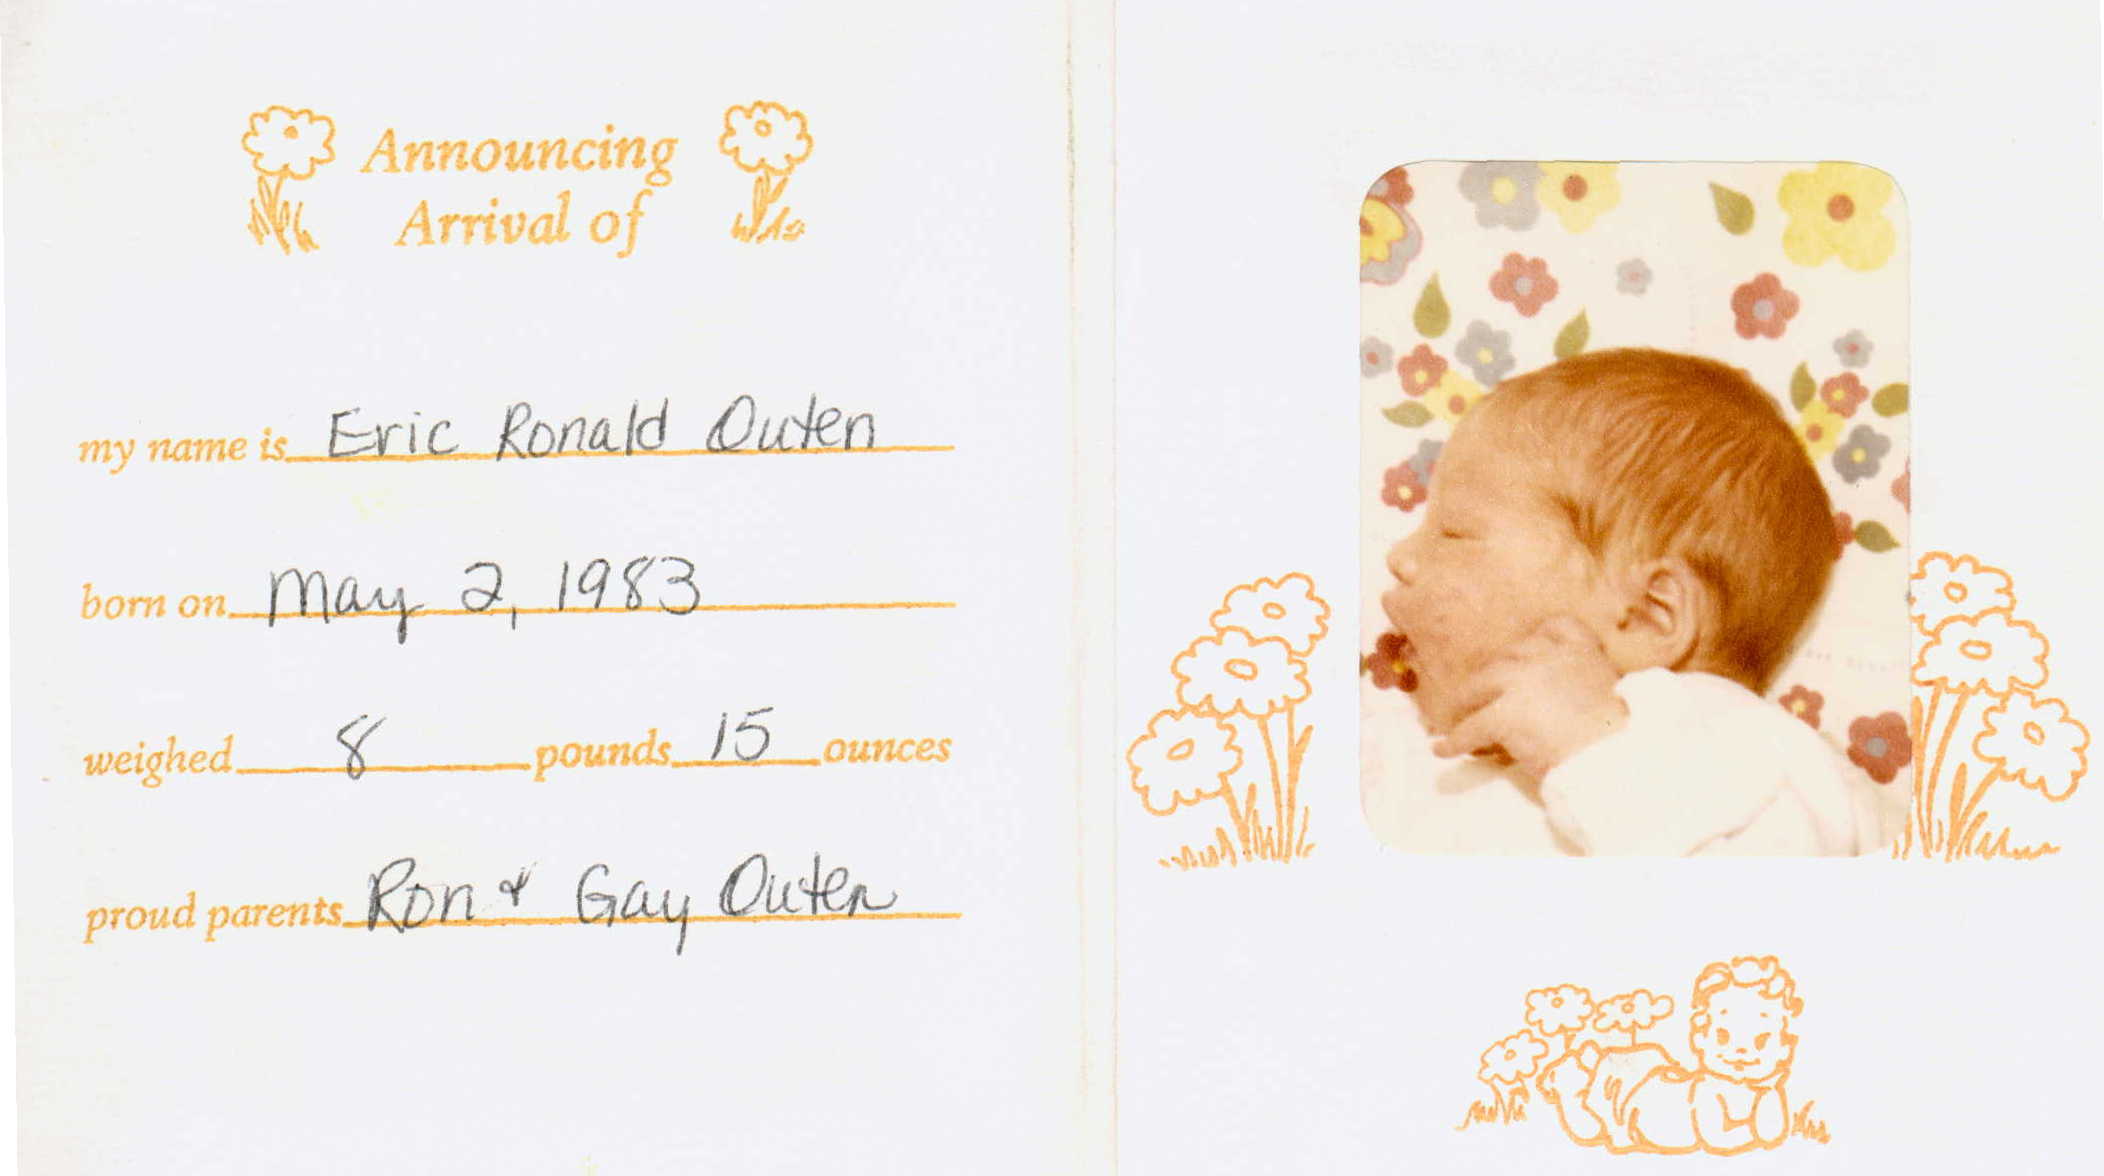 Announcing
Arrival of
my name is Eric Ronald Outen
born on May 2, 1983
weighed 8 pounds 15 ounces
proud parents Ron & Gay Outen